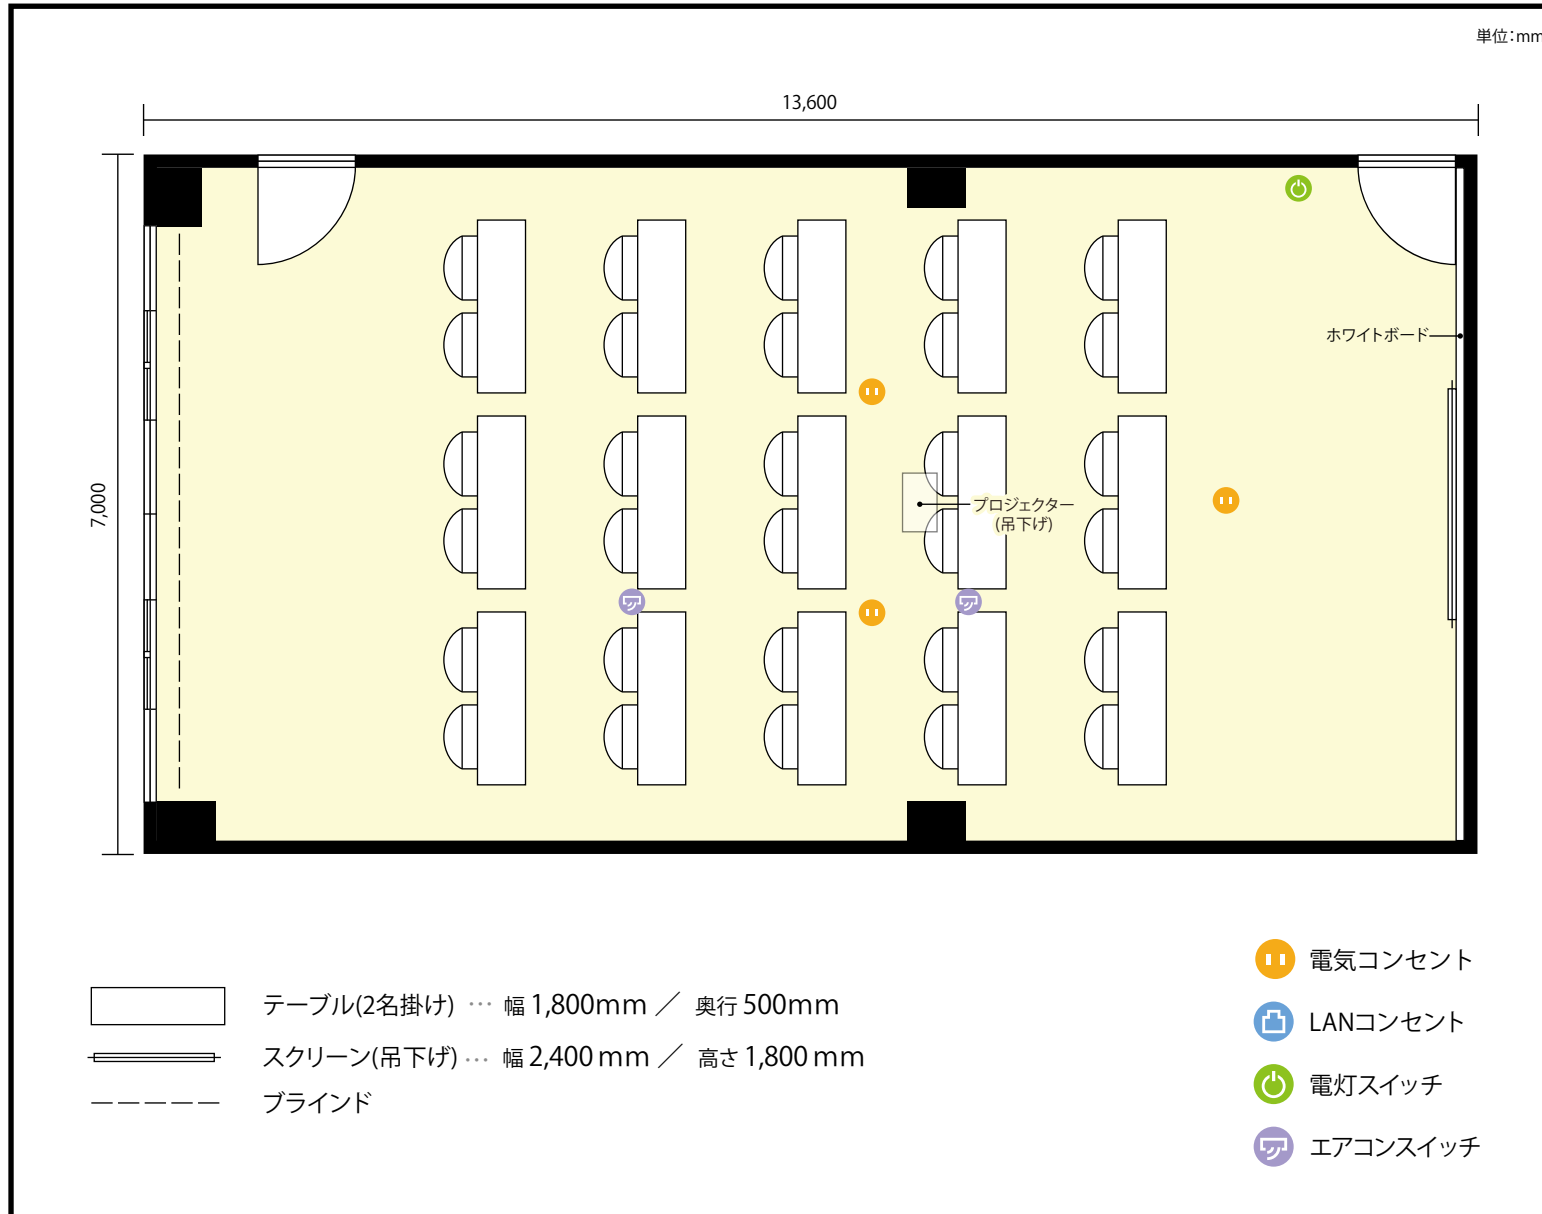 単位：mm
13,600
7,000
ホワイトボード
プロジェクター
(吊下げ)
テーブル(2名掛け) … 幅 1,800mm ／ 奥行 500mm
スクリーン(吊下げ) … 幅 2,400 mm ／ 高さ 1,800 mm
ブラインド
電気コンセント
LANコンセント
電灯スイッチ
エアコンスイッチ